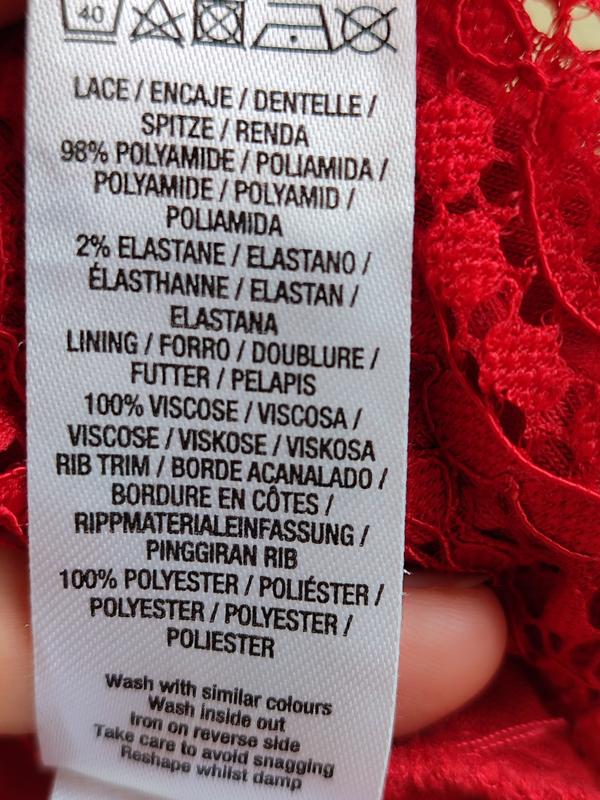 40
LACE / ENCAJE / DENTELLE /
SPITZE / RENDA
98% POLYAMIDE / POLIAMIDA /
POLYAMIDE / POLYAMID /
POLIAMIDA
2% ELASTANE / ELASTANO /
ÉLASTHANNE / ELASTAN /
ELASTANA
LINING / FORRO / DOUBLURE /
FUTTER / PELAPIS
100% VISCOSE / VISCOSA /
VISCOSE / VISKOSE / VISKOSA
RIB TRIM / BORDE ACANALADO /
BORDURE EN CÔTES /
RIPPMATERIALEINFASSUNG /
PINGGIRAN RIB
100% POLYESTER / POLIÉSTER /
POLYESTER / POLYESTER /
POLIESTER
Wash with similar colours
Wash inside out
Iron on reverse side
Take care to avoid snagging
Reshape whilst damp